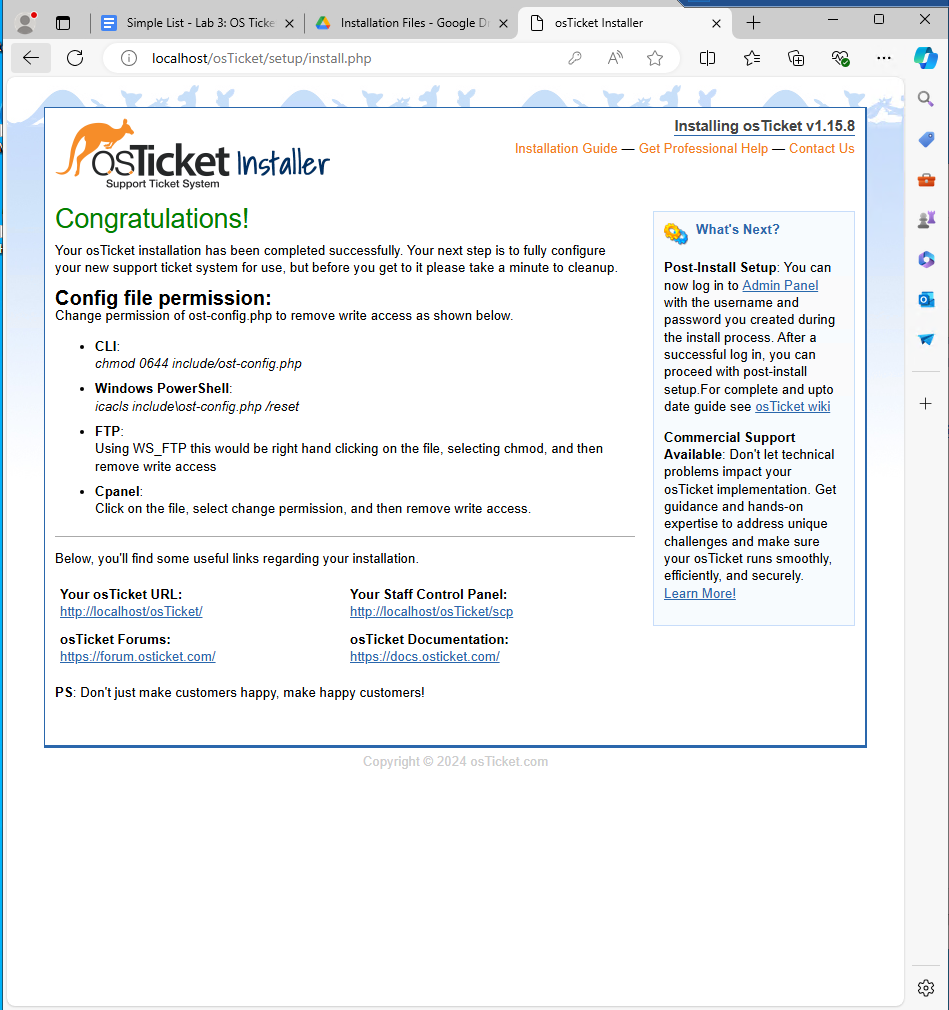 Simple List - Lab 3: OS Ticke
Installation Files - Google Dr
osTicket Installer
localhost/osTicket/setup/install.php
osTicket Installer
Support Ticket System
Installing osTicket v1.15.8
Installation Guide — Get Professional Help — Contact Us
Congratulations!
Your osTicket installation has been completed successfully. Your next step is to fully configure
your new support ticket system for use, but before you get to it please take a minute to cleanup.
Config file permission:
Change permission of ost-config.php to remove write access as shown below.
• CLI:
chmod 0644 include/ost-config.php
• Windows PowerShell:
icacls include\ost-config.php /reset
• FTP:
Using WS_FTP this would be right hand clicking on the file, selecting chmod, and then
remove write access
• Cpanel:
Click on the file, select change permission, and then remove write access.
Below, you'll find some useful links regarding your installation.
Your osTicket URL:
http://localhost/osTicket/
Your Staff Control Panel:
http://localhost/osTicket/scp
osTicket Forums:
https://forum.osticket.com/
osTicket Documentation:
https://docs.osticket.com/
PS: Don't just make customers happy, make happy customers!
What's Next?
Post-Install Setup: You can
now log in to Admin Panel
with the username and
password you created during
the install process. After a
successful log in, you can
proceed with post-install
setup.For complete and upto
date guide see osTicket wiki
Commercial Support
Available: Don't let technical
problems impact your
osTicket implementation. Get
guidance and hands-on
expertise to address unique
challenges and make sure
your osTicket runs smoothly,
efficiently, and securely.
Learn More!
Copyright © 2024 osTicket.com